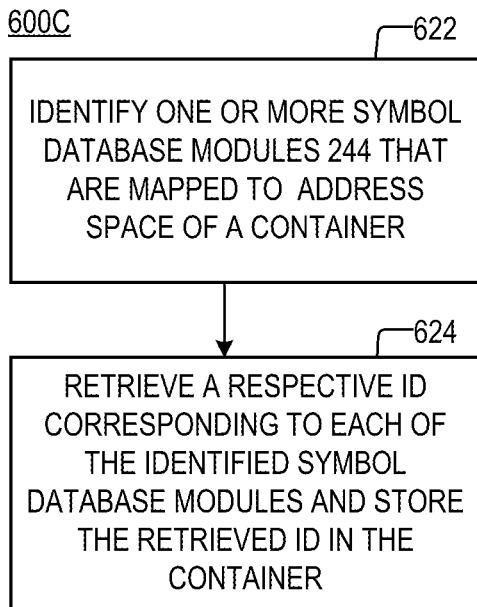 600C
622
IDENTIFY ONE OR MORE SYMBOL
DATABASE MODULES 244 THAT
ARE MAPPED TO ADDRESS
SPACE OF A CONTAINER
624
RETRIEVE A RESPECTIVE ID
CORRESPONDING TO EACH OF
THE IDENTIFIED SYMBOL
DATABASE MODULES AND STORE
THE RETRIEVED ID IN THE
CONTAINER